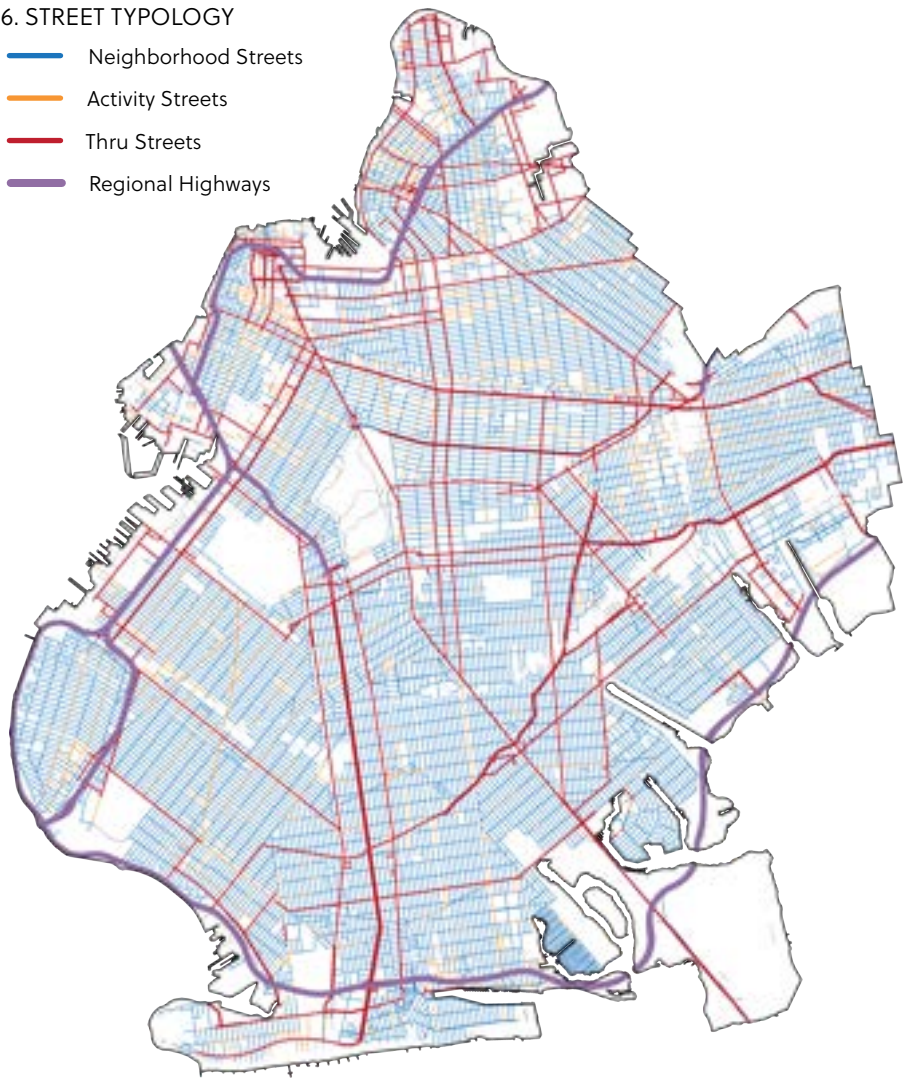 6. STREET TYPOLOGY
Neighborhood Streets
Activity Streets
Thru Streets
Regional Highways